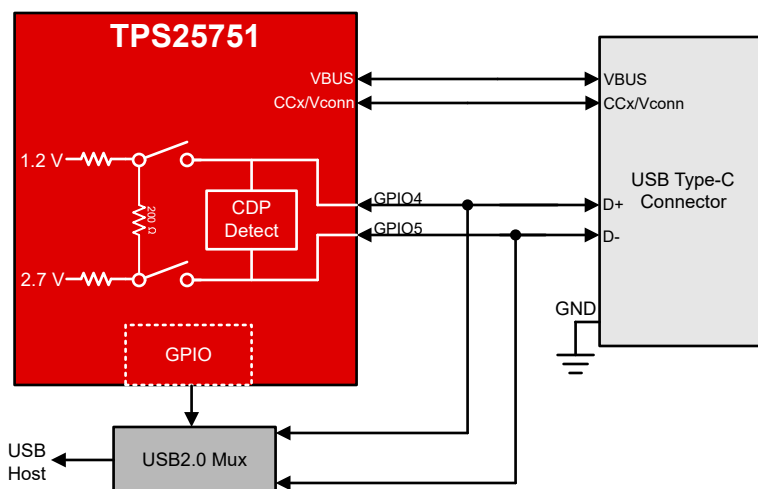 TPS25751
VBUS
CCx/Vconn
VBUS
CCx/Vconn
1.2 V
200 Ω
CDP
Detect
2.7 V
GPIO4
GPIO5
D+
D-
USB Type-C
Connector
GND
GPIO
USB2.0 Mux
USB
Host